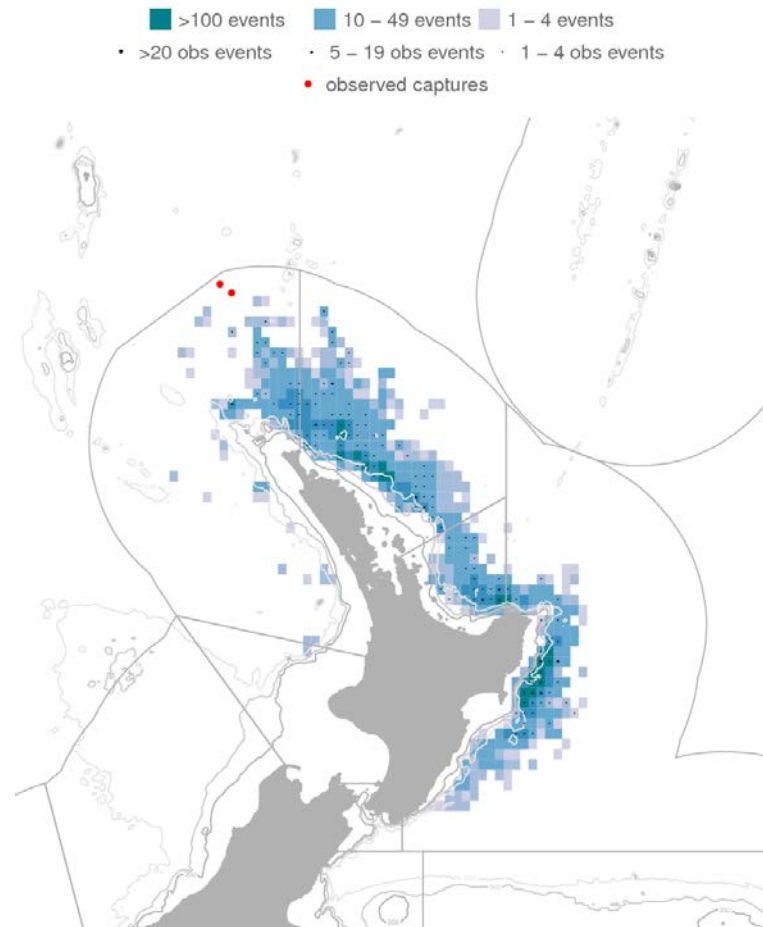 >100 events 10 – 49 events 1 – 4 events
>20 obs events 5 – 19 obs events 1 – 4 obs events
observed captures